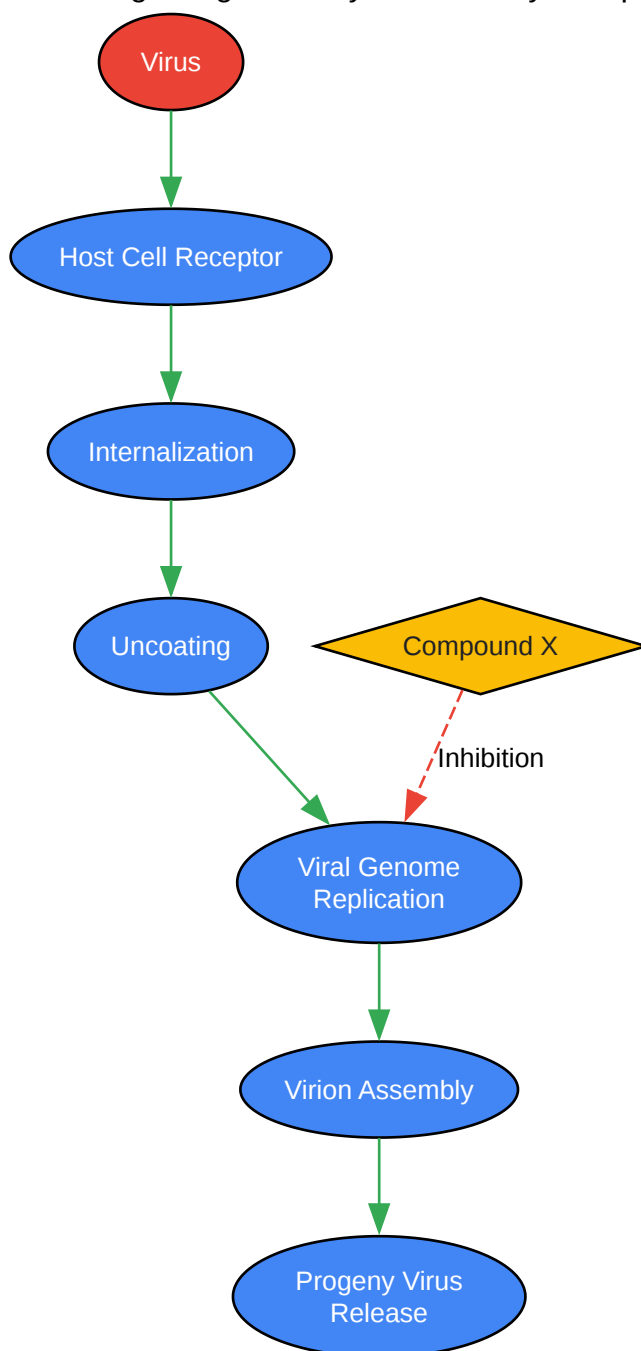 Virus
Host Cell Receptor
Internalization
Uncoating
Compound X
Inhibition
Viral Genome
Replication
Virion Assembly
Progeny Virus
Release